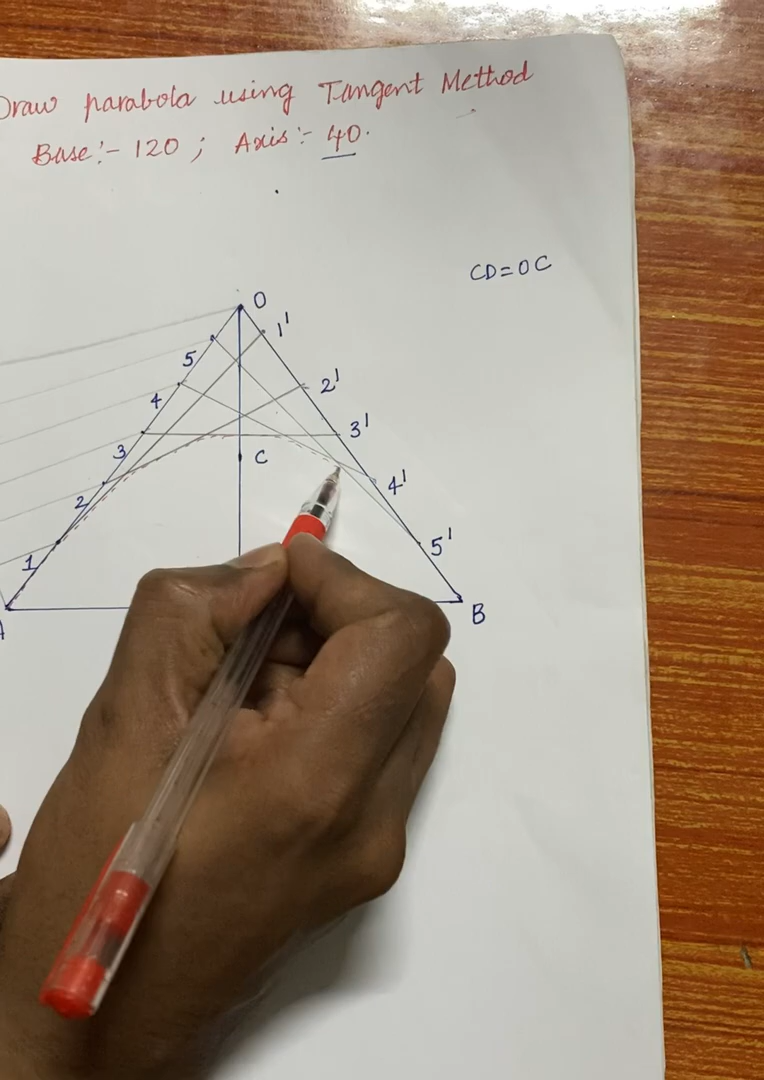 Draw parabola using Tangent Method
Base:- 120 ; Axis:- 40.
CD=OC
O
1'
5
2'
4
3'
3
C
4'
2
5'
1
B
A